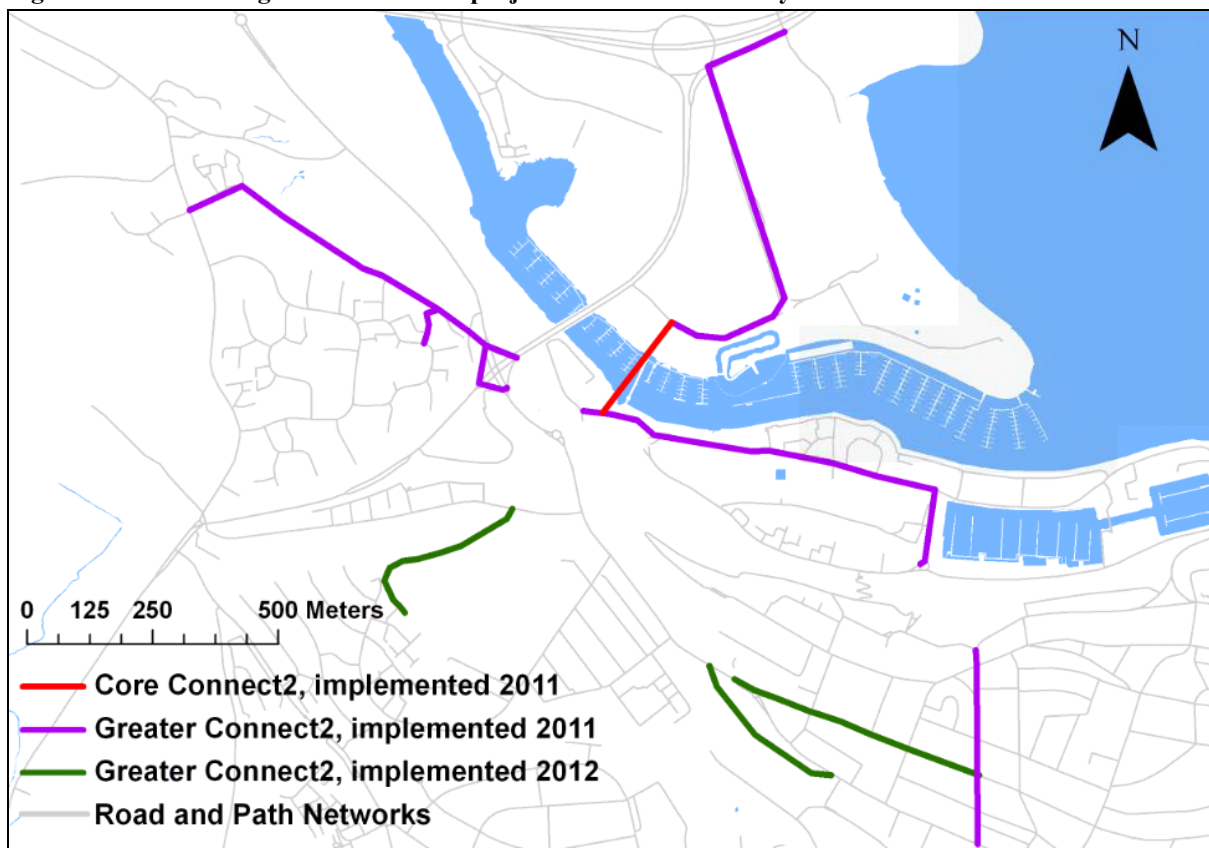 N
0 125 250 500 Meters
Core Connect2, implemented 2011
Greater Connect2, implemented 2011
Greater Connect2, implemented 2012
Road and Path Networks